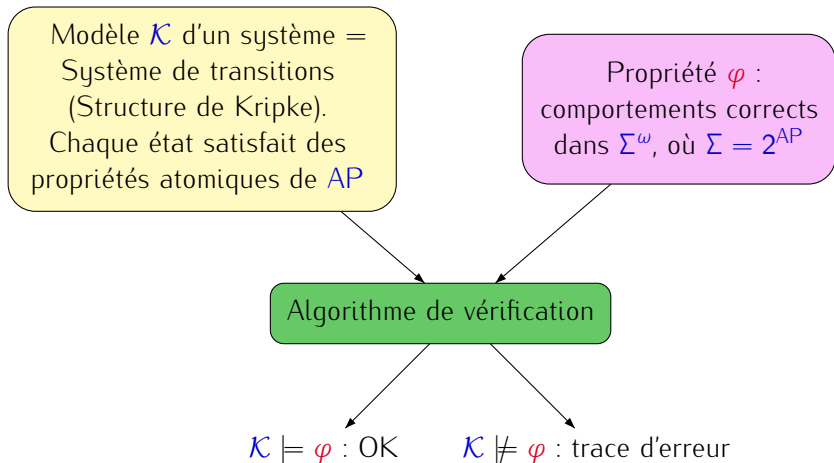 Modèle 𝒦 d'un système =
Système de transitions
(Structure de Kripke).
Chaque état satisfait des
propriétés atomiques de AP
Propriété φ :
comportements corrects
dans Σ^ω, où Σ = 2^AP
Algorithme de vérification
𝒦 ⊨ φ : OK
𝒦 ⊭ φ : trace d'erreur